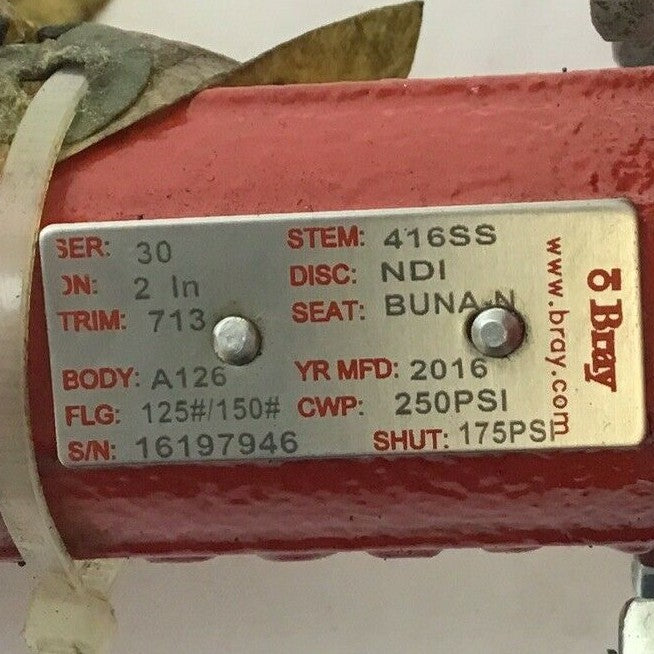 SER: 30
DN: 2 In
TRIM: 713
STEM: 416SS
DISC: NDI
SEAT: BUNA-N
BODY: A126
FLG: 125#/150#
S/N: 16197946
YR MFD: 2016
CWP: 250PSI
SHUT: 175PSI
www.bray.com
Bray